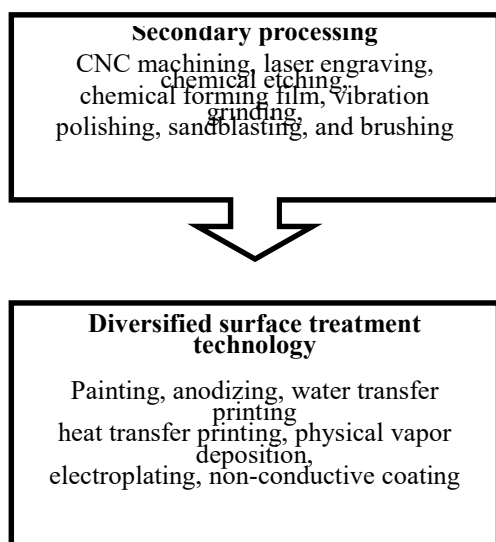 Secondary processing
CNC machining, laser engraving,
chemical etching,
chemical forming film, vibration
grinding,
polishing, sandblasting, and brushing
Diversified surface treatment
technology
Painting, anodizing, water transfer
printing
heat transfer printing, physical vapor
deposition,
electroplating, non-conductive coating